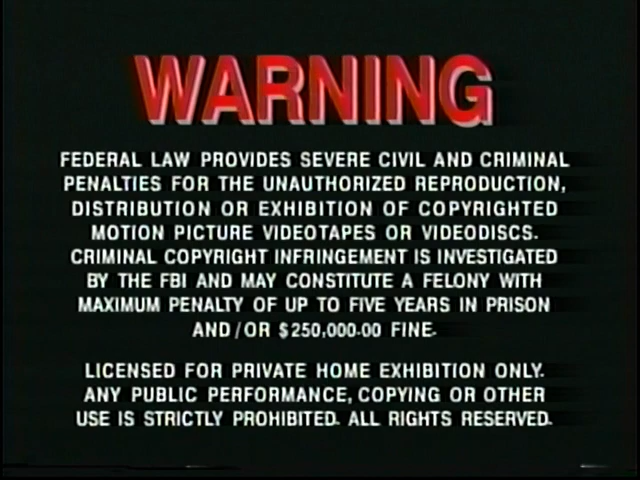 WARNING
FEDERAL LAW PROVIDES SEVERE CIVIL AND CRIMINAL
PENALTIES FOR THE UNAUTHORIZED REPRODUCTION,
DISTRIBUTION OR EXHIBITION OF COPYRIGHTED
MOTION PICTURE VIDEOTAPES OR VIDEODISCS.
CRIMINAL COPYRIGHT INFRINGEMENT IS INVESTIGATED
BY THE FBI AND MAY CONSTITUTE A FELONY WITH
MAXIMUM PENALTY OF UP TO FIVE YEARS IN PRISON
AND/OR $250,000.00 FINE.
LICENSED FOR PRIVATE HOME EXHIBITION ONLY.
ANY PUBLIC PERFORMANCE, COPYING OR OTHER
USE IS STRICTLY PROHIBITED. ALL RIGHTS RESERVED.